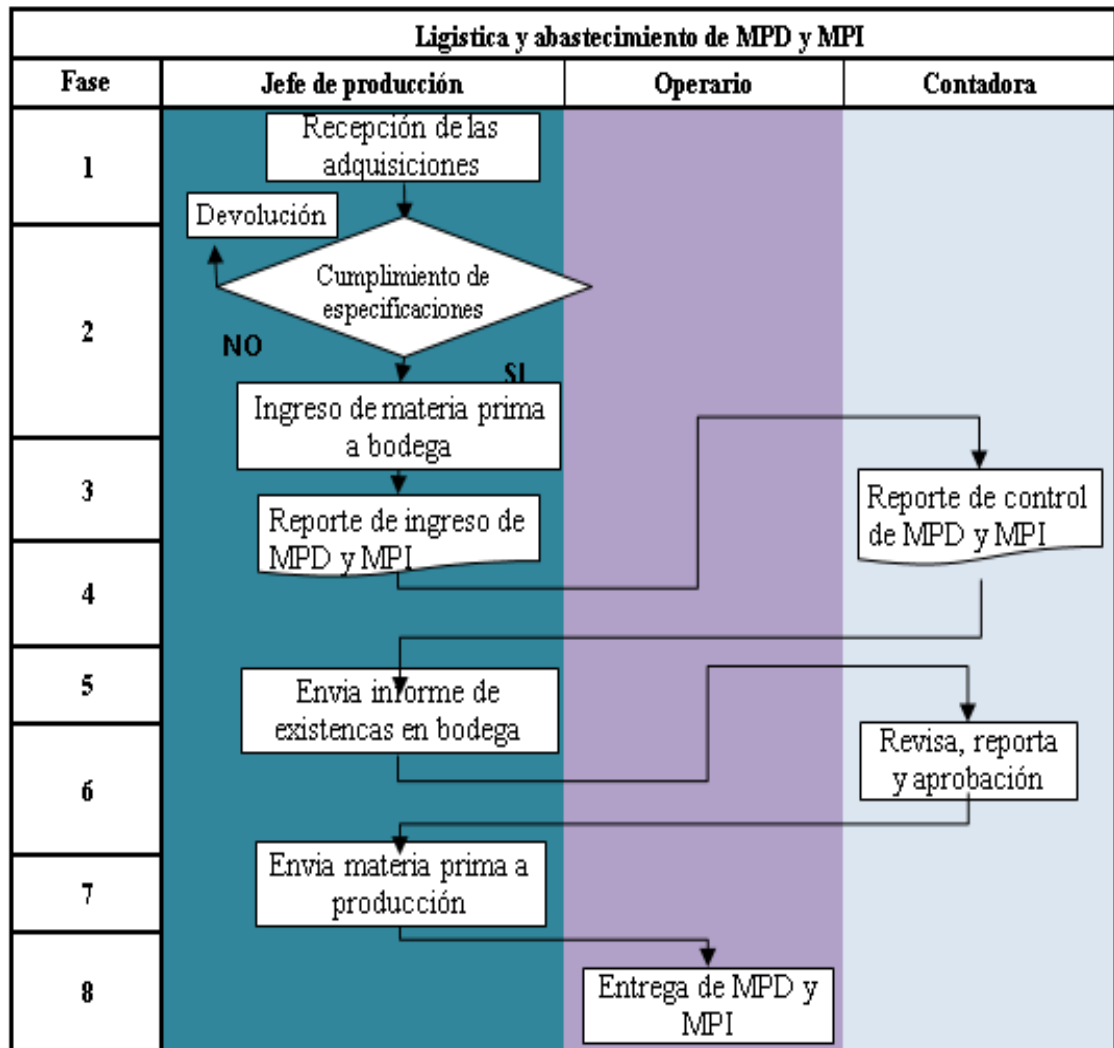 Ligistica y abastecimiento de MPD y MPI
Fase
Jefe de producción
Operario
Contadora
1
Recepción de las
adquisiciones
Devolución
2
Cumplimiento de
especificaciones
NO
SI
Ingreso de materia prima
a bodega
3
Reporte de ingreso de
MPD y MPI
Reporte de control
de MPD y MPI
4
5
Envia informe de
existencas en bodega
6
Revisa, reporta
y aprobación
7
Envia materia prima a
producción
8
Entrega de MPD y
MPI